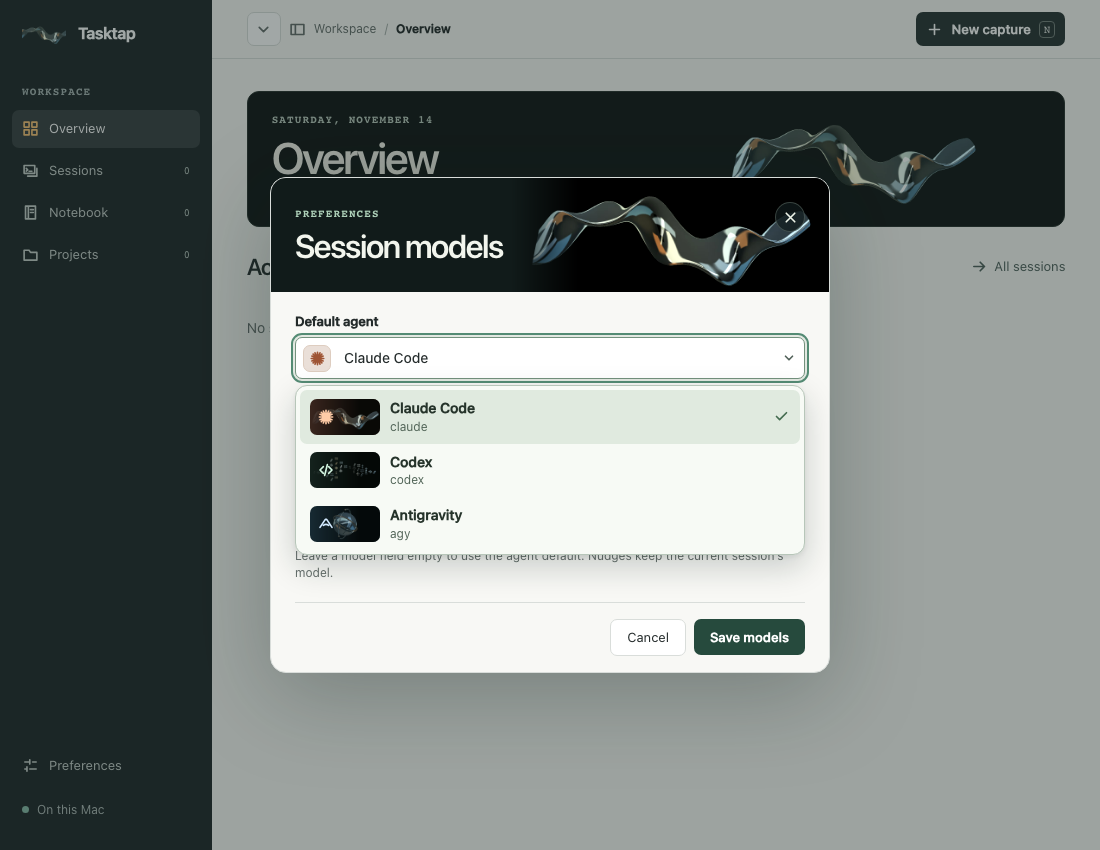 Tasktap
Workspace / Overview
New capture N
WORKSPACE
Overview
Sessions 0
Notebook 0
Projects 0
SATURDAY, NOVEMBER 14
Overview
All sessions
No
PREFERENCES
Session models
Default agent
Claude Code
Claude Code
claude
Codex
codex
Antigravity
agy
Leave a model field empty to use the agent default. Nudges keep the current session's
model.
Cancel
Save models
Preferences
On this Mac